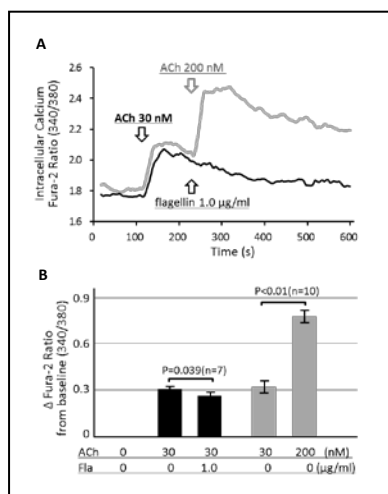 A
ACh 200 nM
ACh 30 nM
flagellin 1.0 µg/ml
Intracellular Calcium
Fura-2 Ratio (340/380)
2.6
2.4
2.2
2.0
1.8
1.6
0 100 200 300 400 500 600
Time (s)
B
P<0.01(n=10)
P=0.039(n=7)
Δ Fura-2 Ratio
from baseline (340/380)
0.9
0.6
0.3
0
ACh 0 30 30 30 200 (nM)
Fla 0 0 1.0 0 0 (µg/ml)